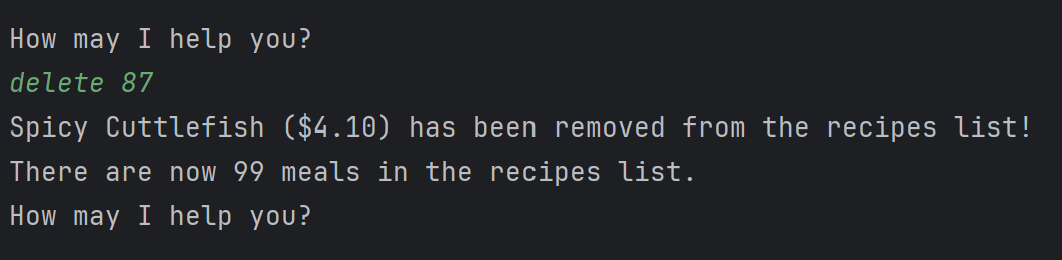 How may I help you?
delete 87
Spicy Cuttlefish ($4.10) has been removed from the recipes list!
There are now 99 meals in the recipes list.
How may I help you?